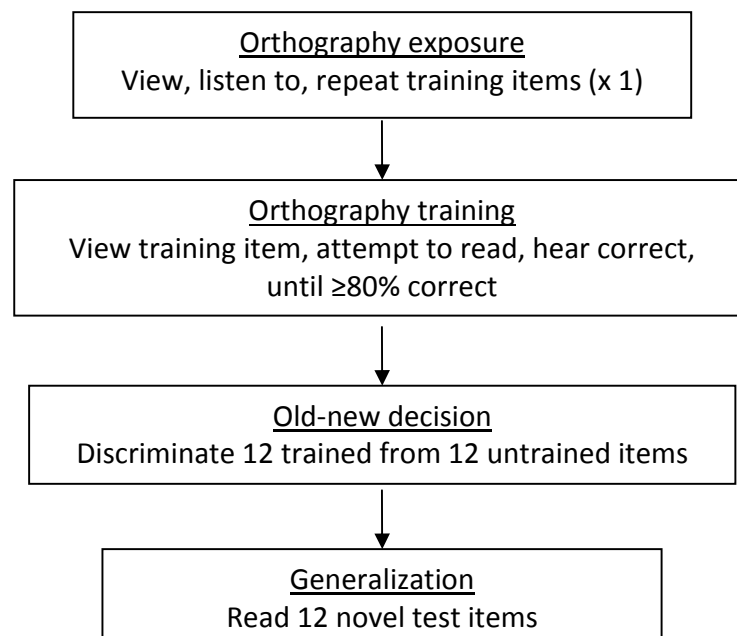 Orthography exposure
View, listen to, repeat training items (x 1)
Orthography training
View training item, attempt to read, hear correct,
until ≥80% correct
Old-new decision
Discriminate 12 trained from 12 untrained items
Generalization
Read 12 novel test items